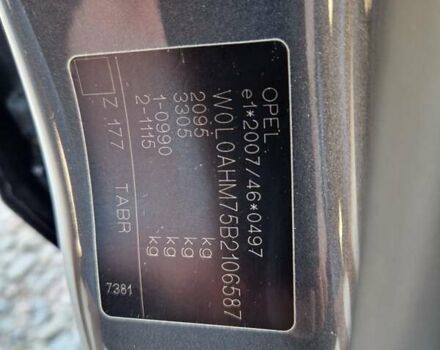 OPEL
e1*2007/46*0497
W0L0AHM75B2106587
2095 kg
3305 kg
1-0990 kg
2-1115 kg
Z 177 TABR
7381